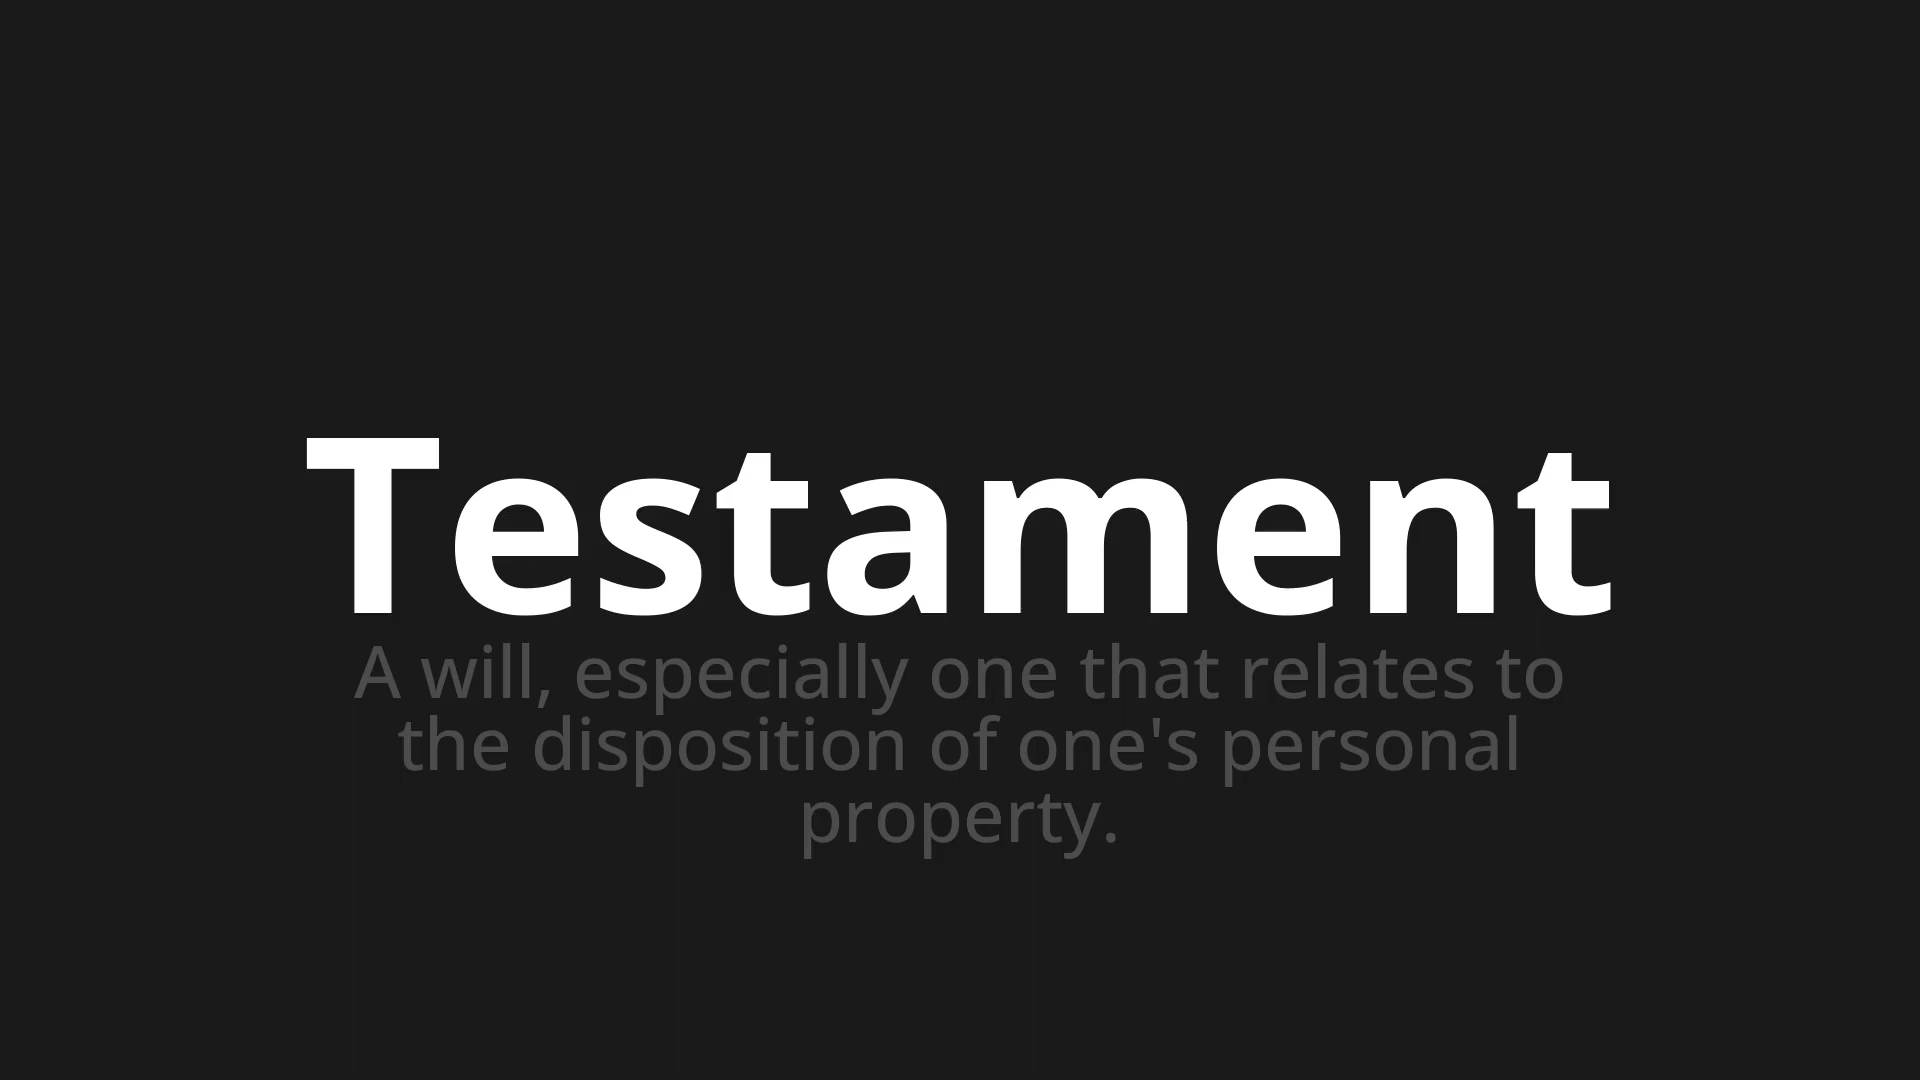 Testament
A will, especially one that relates to
the disposition of one's personal
property.